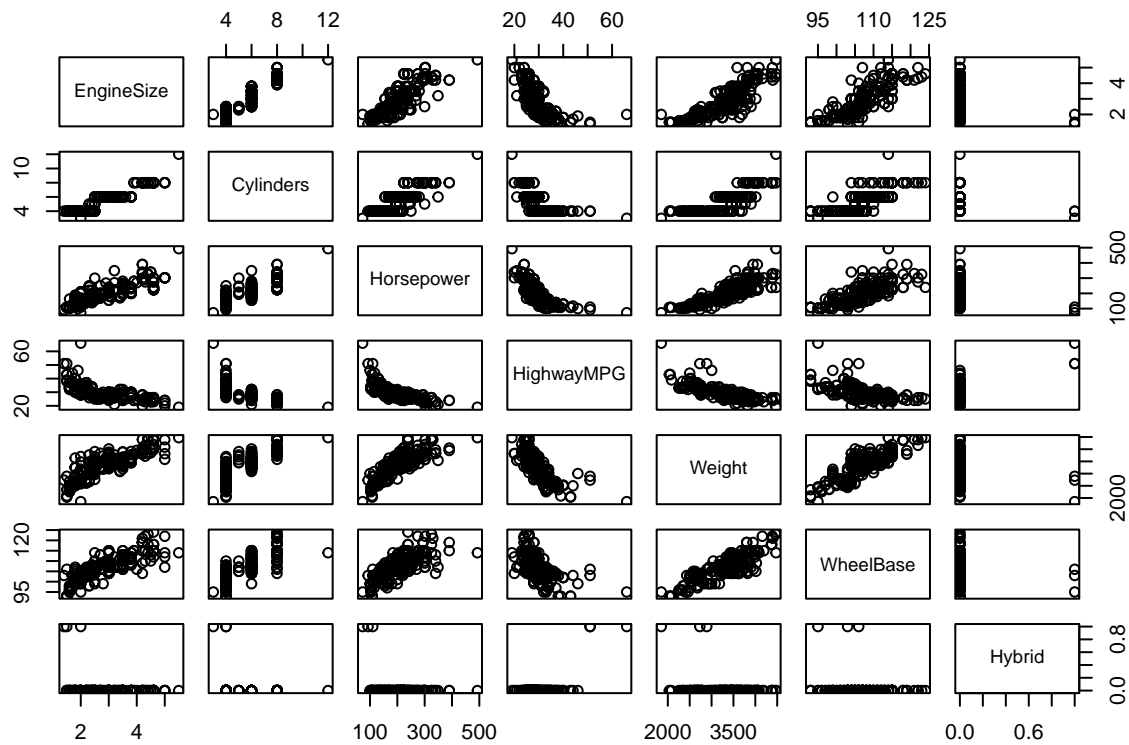 4 8 12
20 40 60
95 110 125
EngineSize
2 4
4 10
Cylinders
Horsepower
100 500
20 60
HighwayMPG
Weight
2000
95 120
WheelBase
Hybrid
0.0 0.8
2 4
100 300 500
2000 3500
0.0 0.6